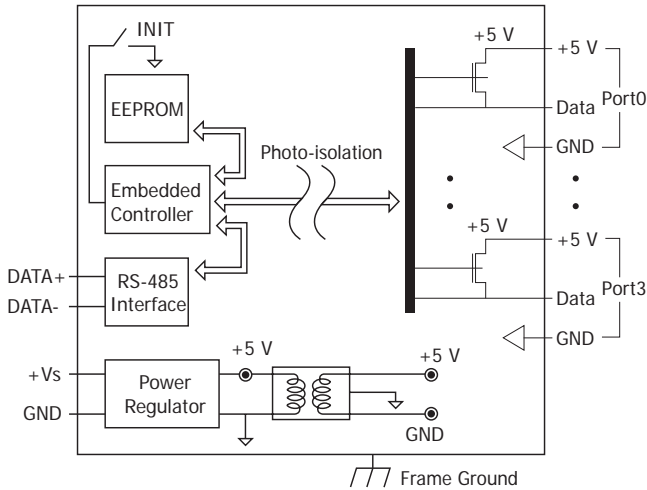 INIT
+5 V
+5 V
EEPROM
Data
Port0
Photo-isolation
GND
Embedded
Controller
+5 V
+5 V
DATA+
DATA-
RS-485
Interface
Data
Port3
GND
+5 V
+5 V
+Vs
GND
Power
Regulator
GND
Frame Ground